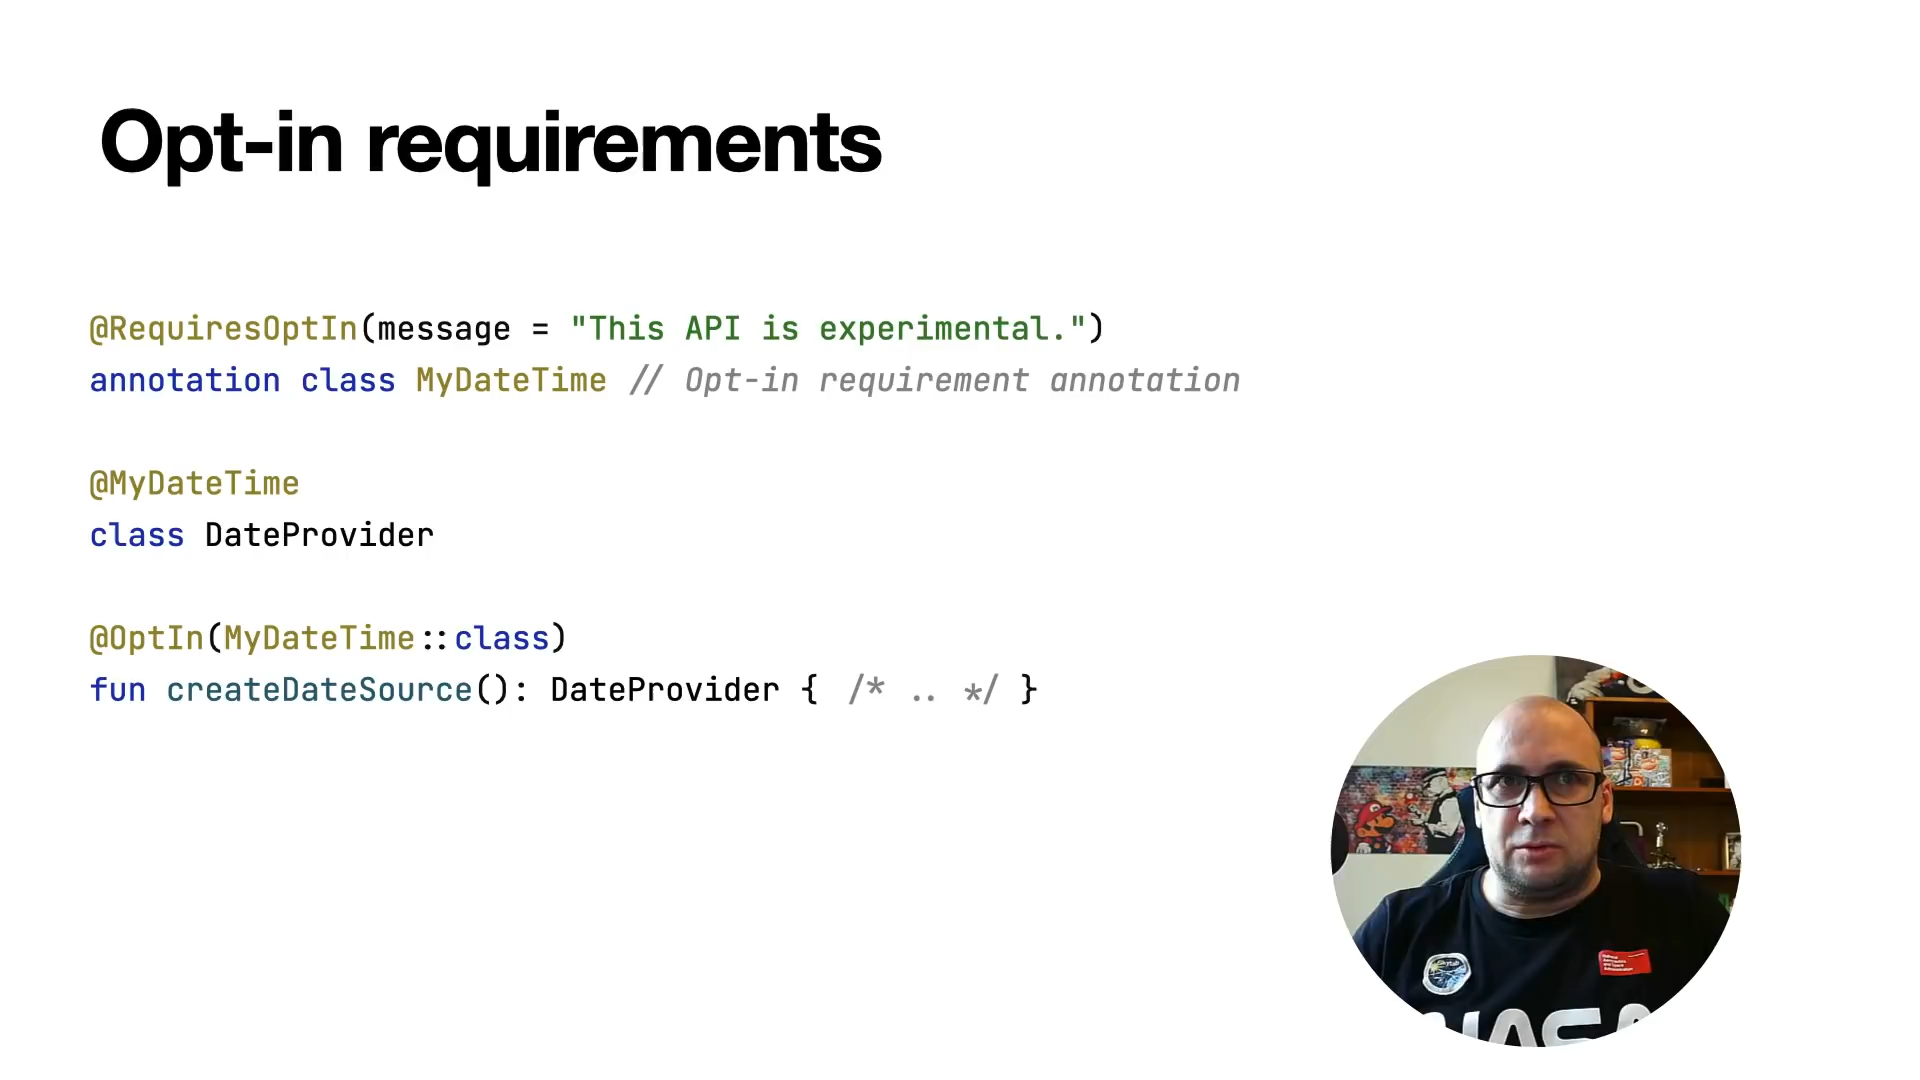 Opt-in requirements
@RequiresOptIn(message = "This API is experimental.")
annotation class MyDateTime // Opt-in requirement annotation
@MyDateTime
class DateProvider
@OptIn(MyDateTime::class)
fun createDateSource(): DateProvider { /* .. */ }
NASA